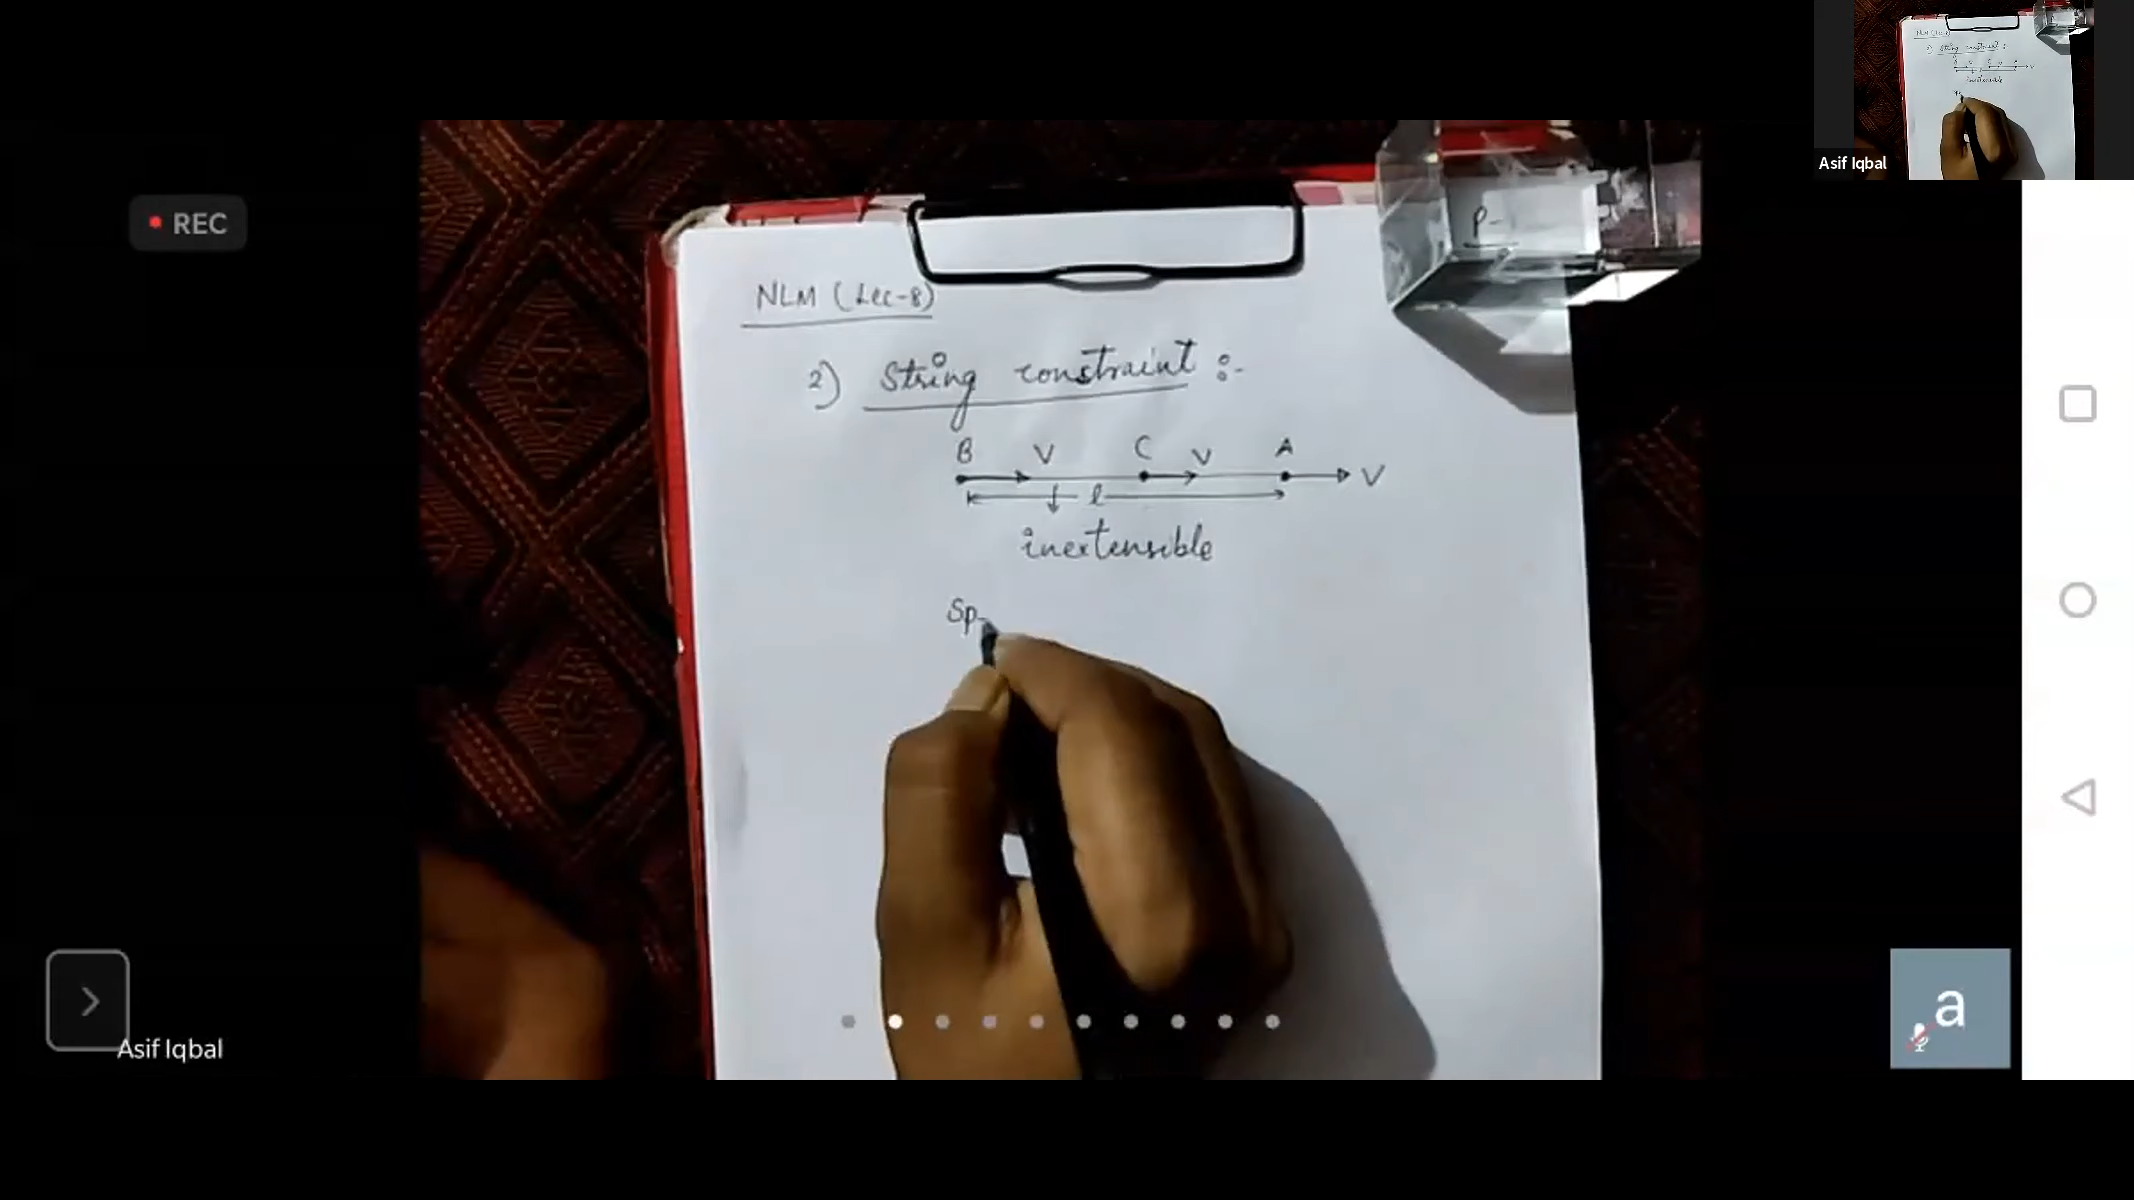 Asif Iqbal
REC
P-
NLM (Lec-8)
2) String constraint :-
B V C V A
V
l
inextensible
Sp-
a
Asif Iqbal